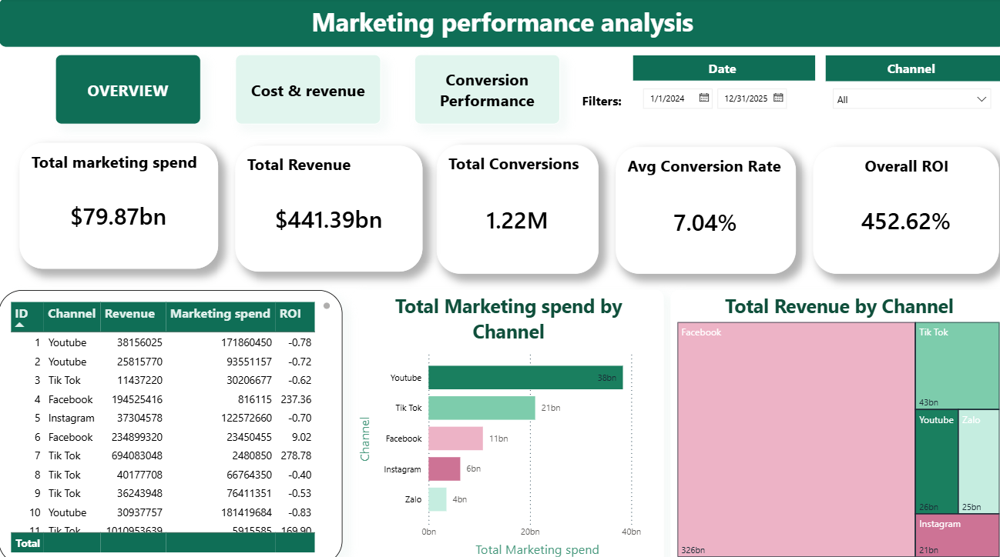 Marketing performance analysis
OVERVIEW
Cost & revenue
Conversion
Performance
Filters:
Date
1/1/2024
12/31/2025
Channel
All
Total marketing spend
$79.87bn
Total Revenue
$441.39bn
Total Conversions
1.22M
Avg Conversion Rate
7.04%
Overall ROI
452.62%
ID Channel Revenue Marketing spend ROI
1 Youtube 38156025 171860450 -0.78
2 Youtube 25815770 93551157 -0.72
3 Tik Tok 11437220 30206677 -0.62
4 Facebook 194525416 816115 237.36
5 Instagram 37304578 122572660 -0.70
6 Facebook 234899320 23450455 9.02
7 Tik Tok 694083048 2480850 278.78
8 Tik Tok 40177708 66764350 -0.40
9 Tik Tok 36243948 76411351 -0.53
10 Youtube 30937757 181419684 -0.83
11 Tik Tok 1010953639 5915585 169.90
Total
Total Marketing spend by
Channel
Channel
Youtube 38bn
Tik Tok 21bn
Facebook 11bn
Instagram 6bn
Zalo 4bn
0bn 20bn 40bn
Total Marketing spend
Total Revenue by Channel
Facebook
326bn
Tik Tok
43bn
Youtube
26bn
Zalo
25bn
Instagram
21bn